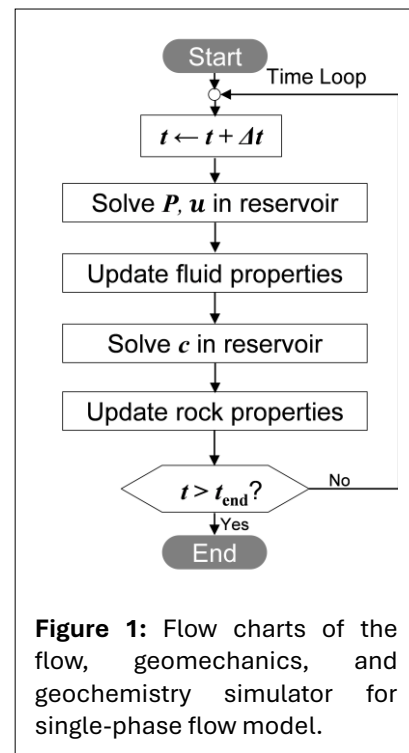 Start
Time Loop
t ← t + Δt
Solve P, u in reservoir
Update fluid properties
Solve c in reservoir
Update rock properties
t > t_end?
No
Yes
End
Figure 1: Flow charts of the
flow, geomechanics, and
geochemistry simulator for
single-phase flow model.